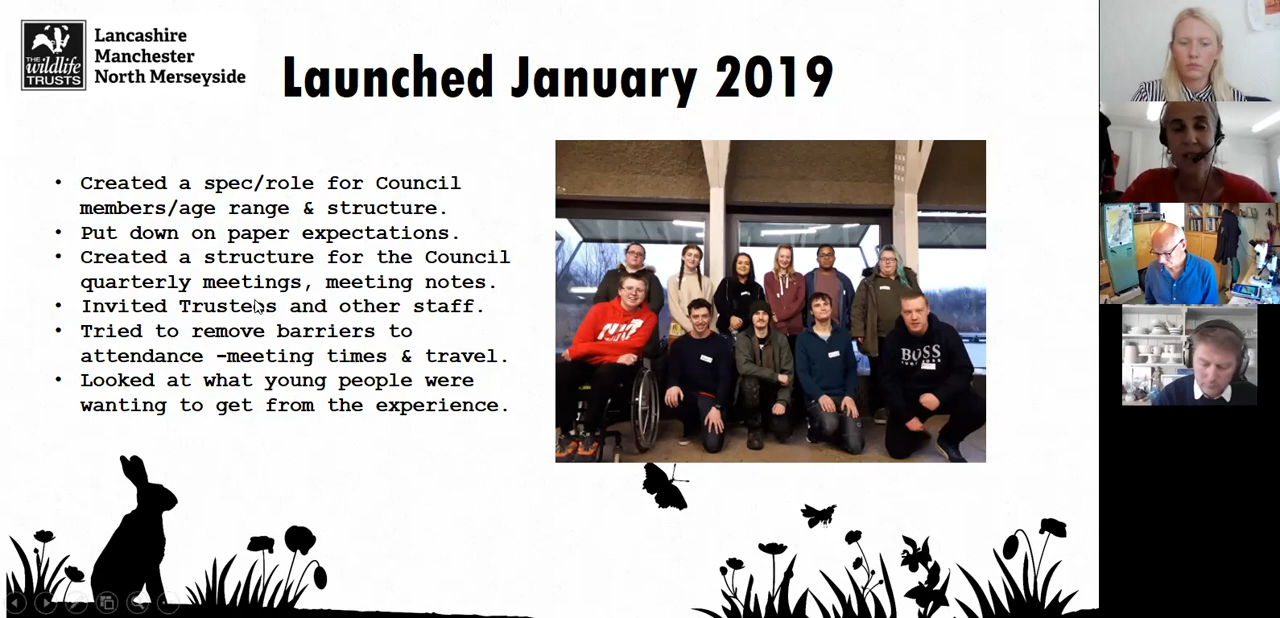 THE
wildlife
TRUSTS
Lancashire
Manchester
North Merseyside
Launched January 2019
• Created a spec/role for Council
members/age range & structure.
• Put down on paper expectations.
• Created a structure for the Council
quarterly meetings, meeting notes.
• Invited Trustees and other staff.
• Tried to remove barriers to
attendance –meeting times & travel.
• Looked at what young people were
wanting to get from the experience.
BOSS